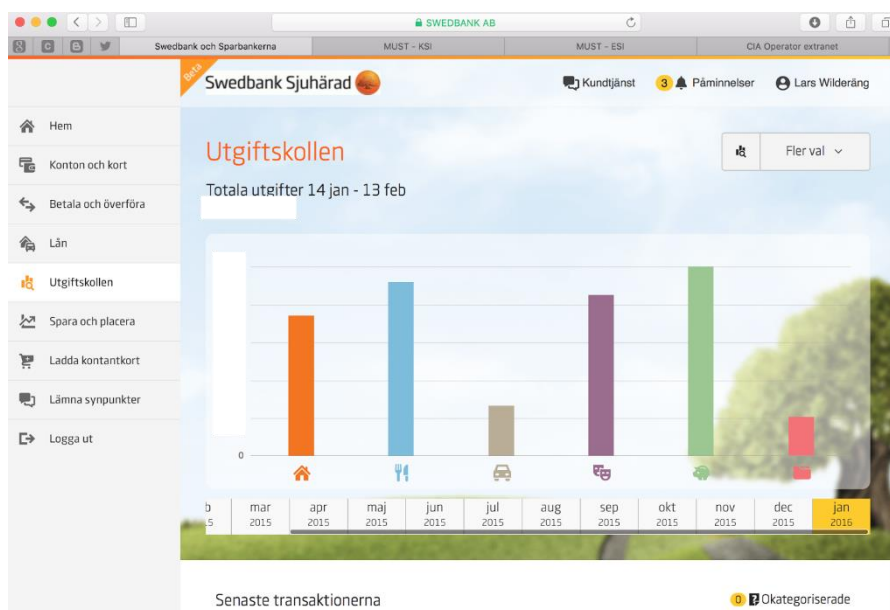 SWEDBANK AB
Swedbank och Sparbankerna
MUST - KSI
MUST - ESI
CIA Operator extranet
Beta
Swedbank Sjuhärad
Kundtjänst
3 Påminnelser
Lars Wilderäng
Hem
Konton och kort
Betala och överföra
Lån
Utgiftskollen
Spara och placera
Ladda kontantkort
Lämna synpunkter
Logga ut
Utgiftskollen
Fler val
Totala utgifter 14 jan - 13 feb
0
b mar apr maj jun jul aug sep okt nov dec jan
5 2015 2015 2015 2015 2015 2015 2015 2015 2015 2015 2016
Senaste transaktionerna
0 ? Okategoriserade